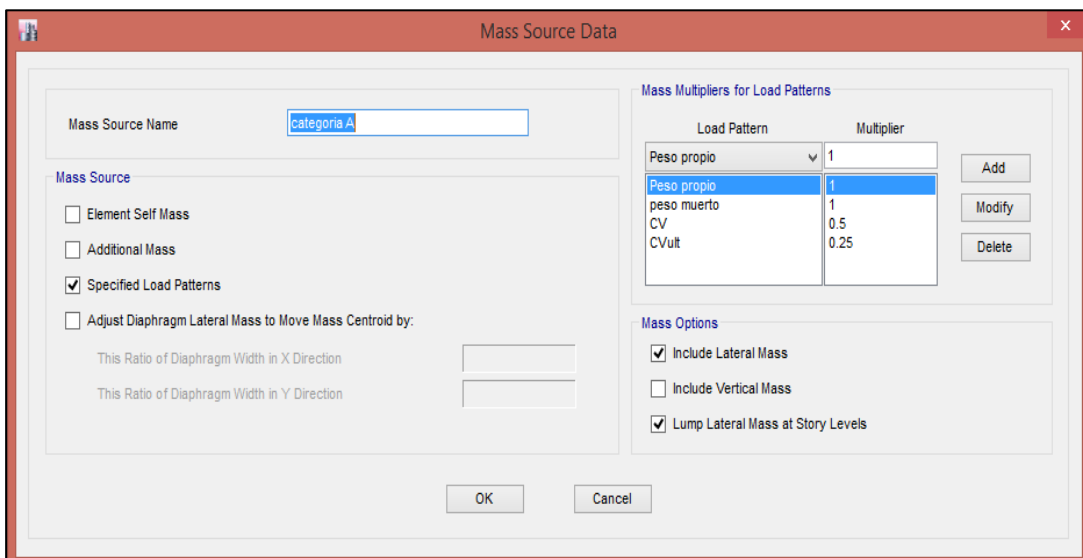 Mass Source Data
Mass Source Name categoria A
Mass Source
Element Self Mass
Additional Mass
Specified Load Patterns
Adjust Diaphragm Lateral Mass to Move Mass Centroid by:
This Ratio of Diaphragm Width in X Direction
This Ratio of Diaphragm Width in Y Direction
Mass Multipliers for Load Patterns
Load Pattern Multiplier
Peso propio 1
Peso propio 1
peso muerto 1
CV 0.5
CVult 0.25
Add
Modify
Delete
Mass Options
Include Lateral Mass
Include Vertical Mass
Lump Lateral Mass at Story Levels
OK Cancel